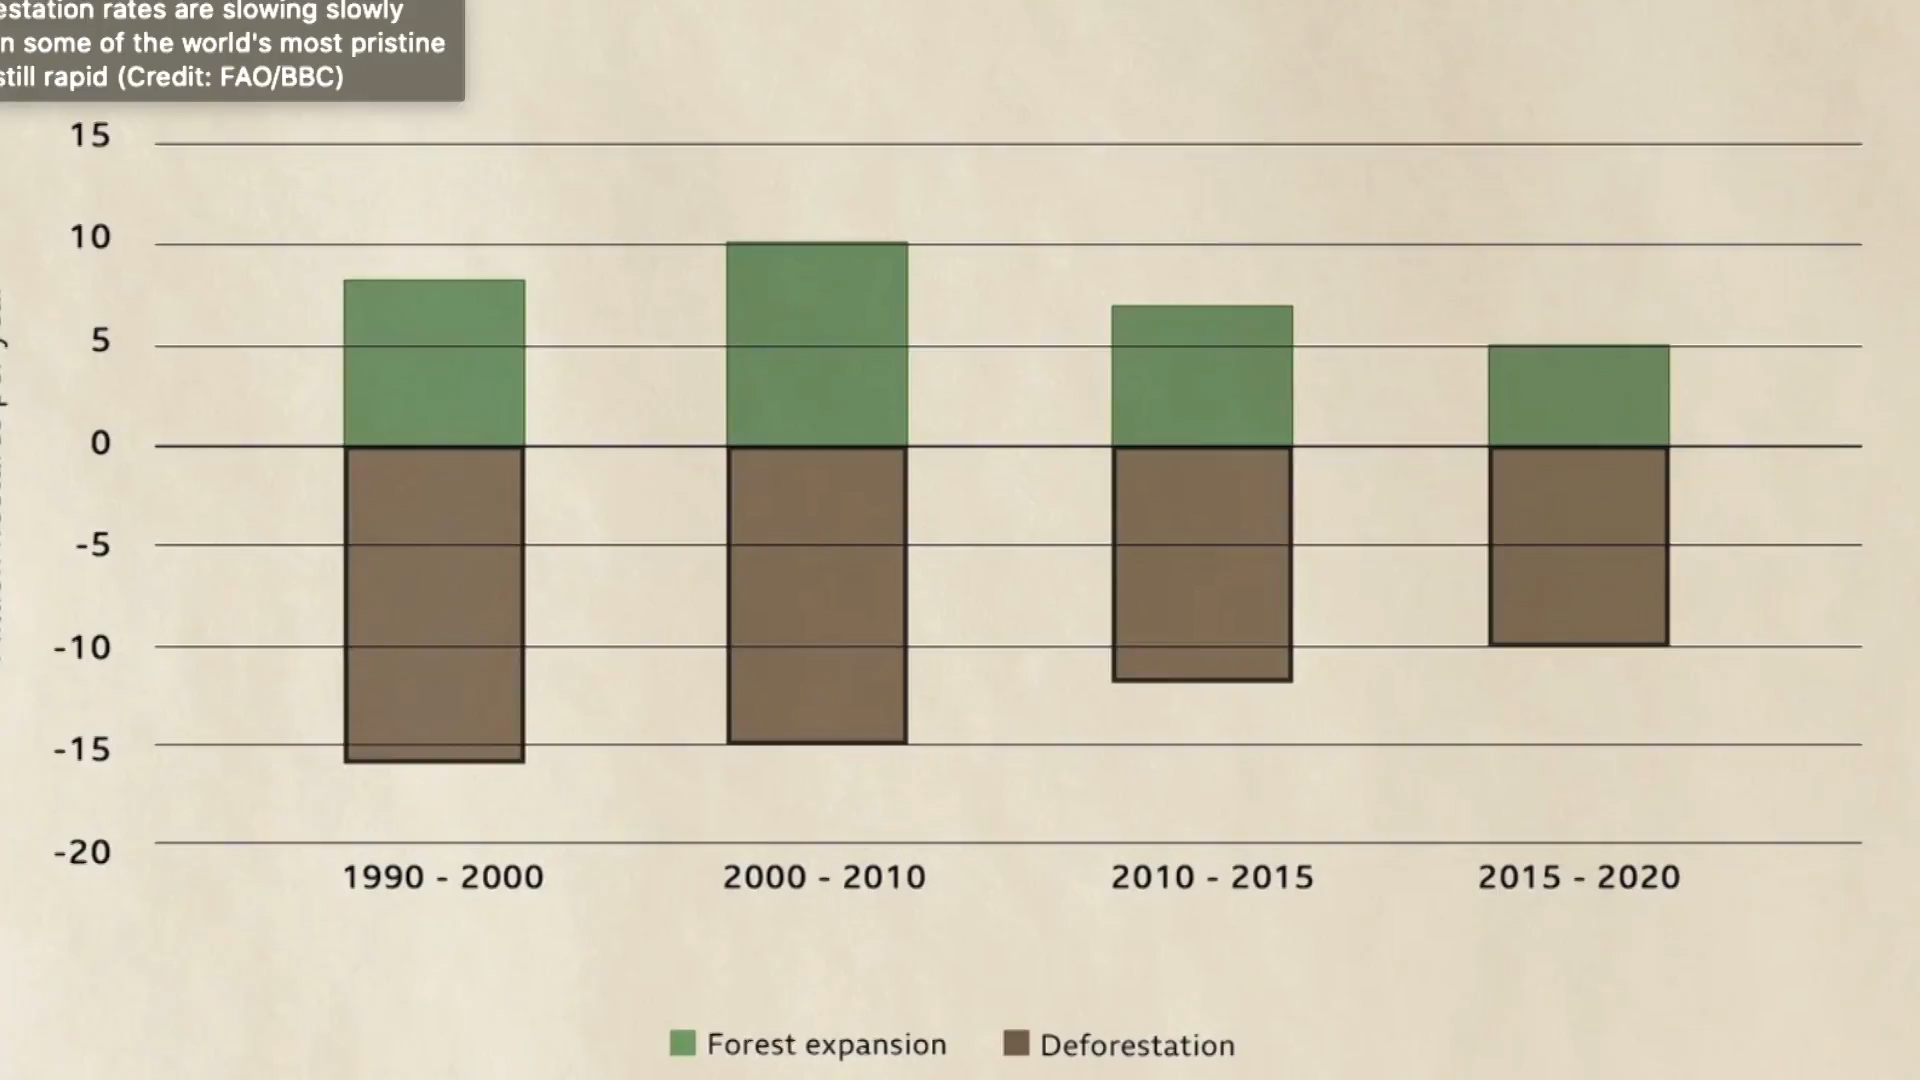 estation rates are slowing slowly
n some of the world's most pristine
still rapid (Credit: FAO/BBC)
15
10
5
0
-5
-10
-15
-20
1990 - 2000
2000 - 2010
2010 - 2015
2015 - 2020
Forest expansion
Deforestation